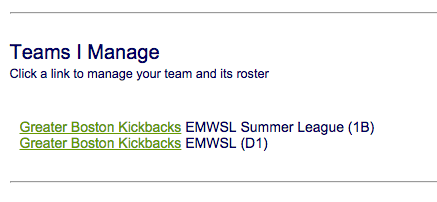 Teams I Manage
Click a link to manage your team and its roster
Greater Boston Kickbacks EMWSL Summer League (1B)
Greater Boston Kickbacks EMWSL (D1)